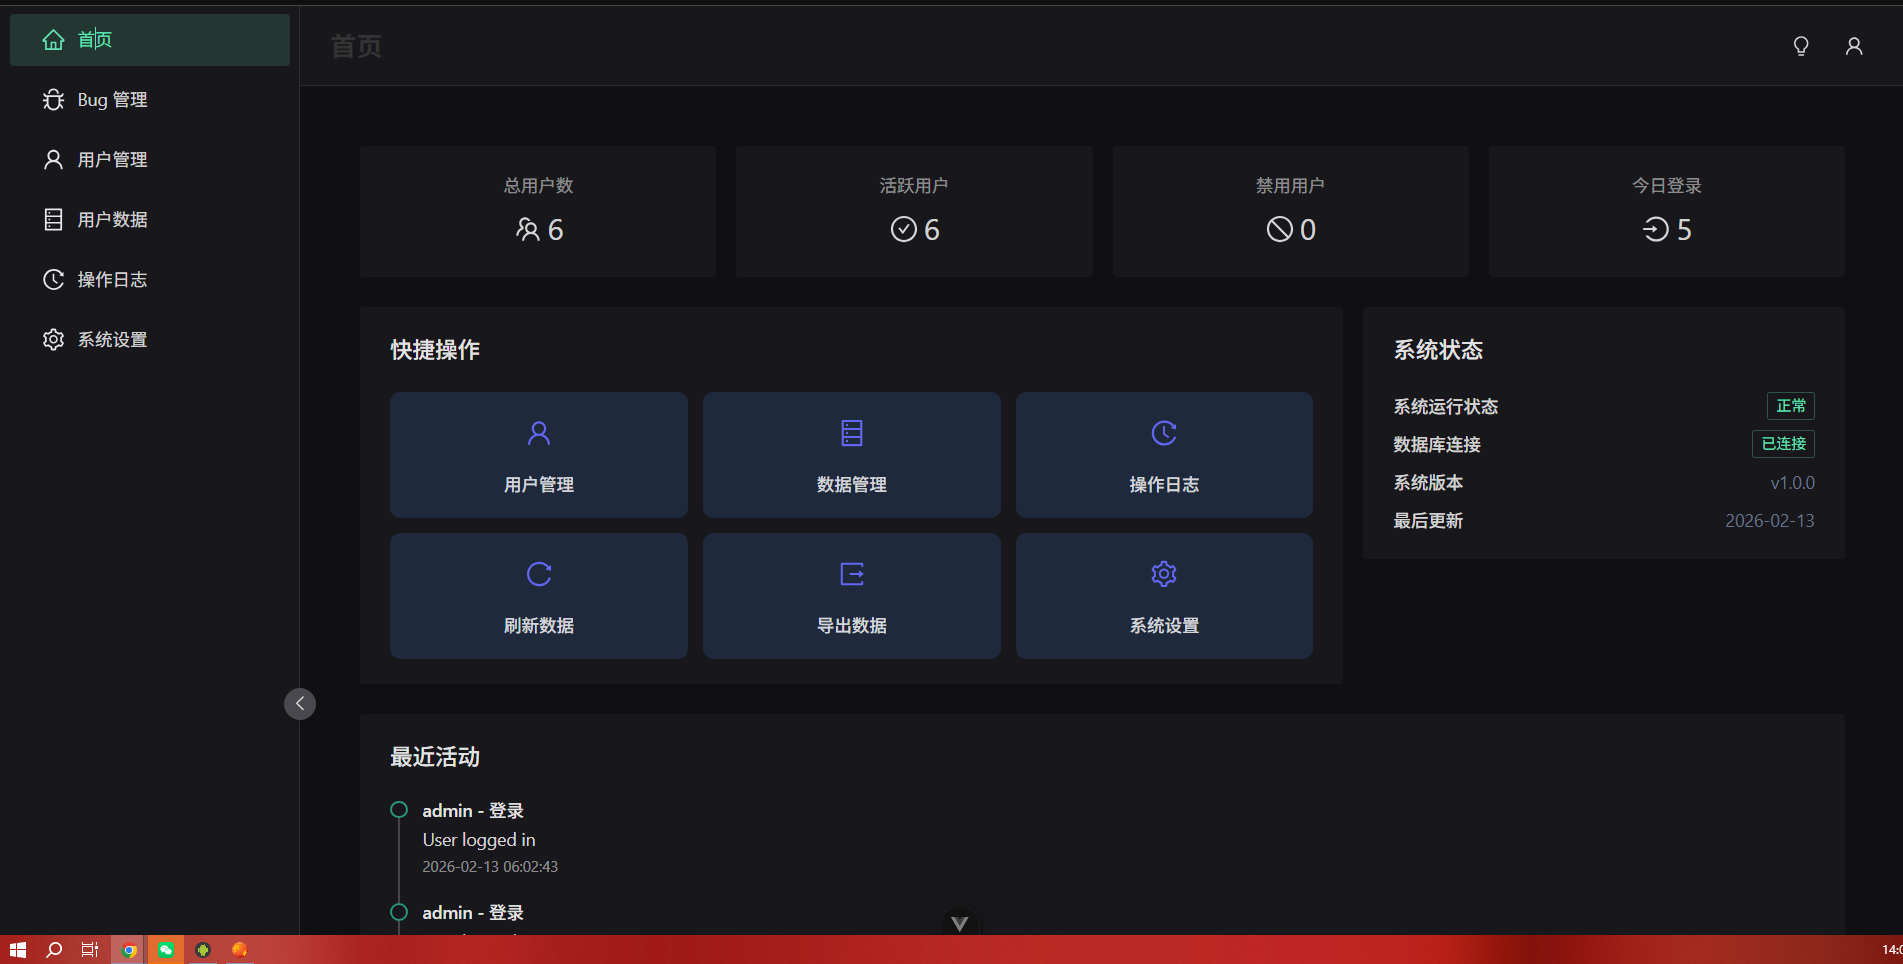 首页
Bug 管理
用户管理
用户数据
操作日志
系统设置
首页
总用户数
6
活跃用户
6
禁用用户
0
今日登录
5
快捷操作
用户管理
数据管理
操作日志
刷新数据
导出数据
系统设置
系统状态
系统运行状态 正常
数据库连接 已连接
系统版本 v1.0.0
最后更新 2026-02-13
最近活动
admin - 登录
User logged in
2026-02-13 06:02:43
admin - 登录